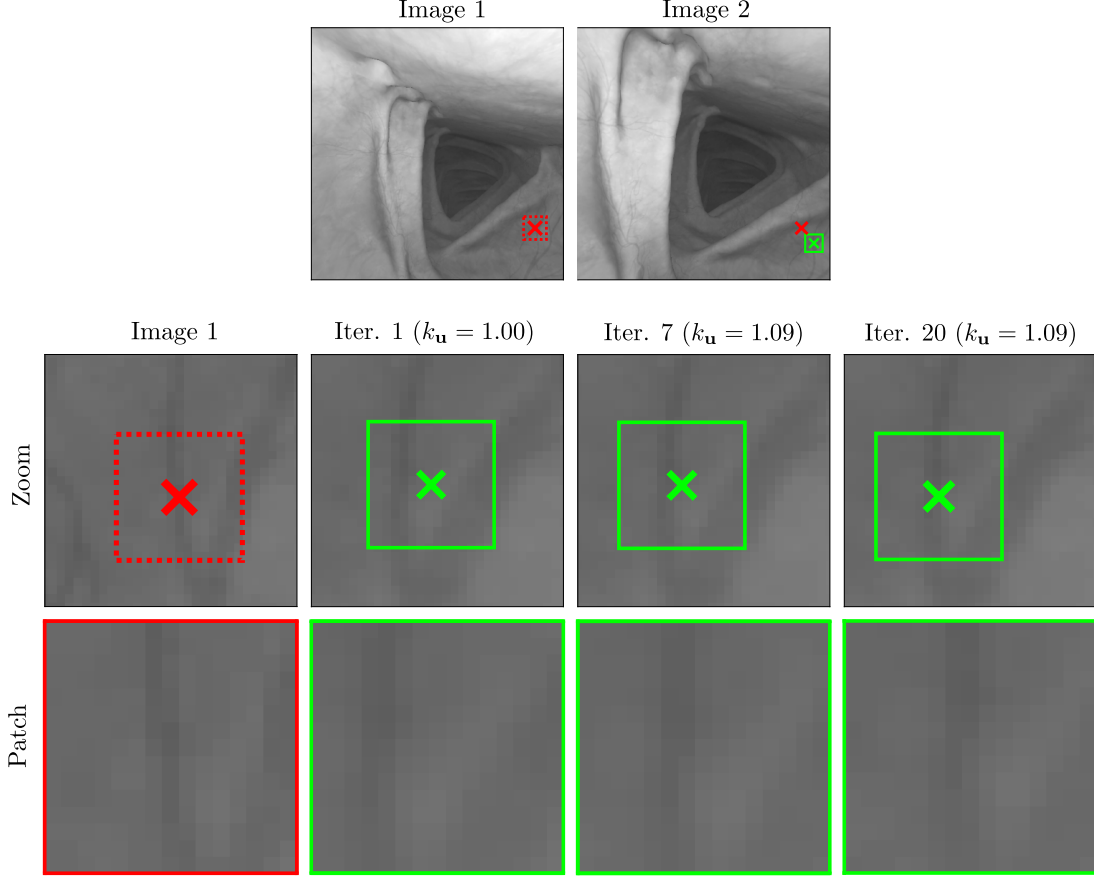 Image 1
Image 2
Image 1
Iter. 1 (k_u = 1.00)
Iter. 7 (k_u = 1.09)
Iter. 20 (k_u = 1.09)
Zoom
Patch